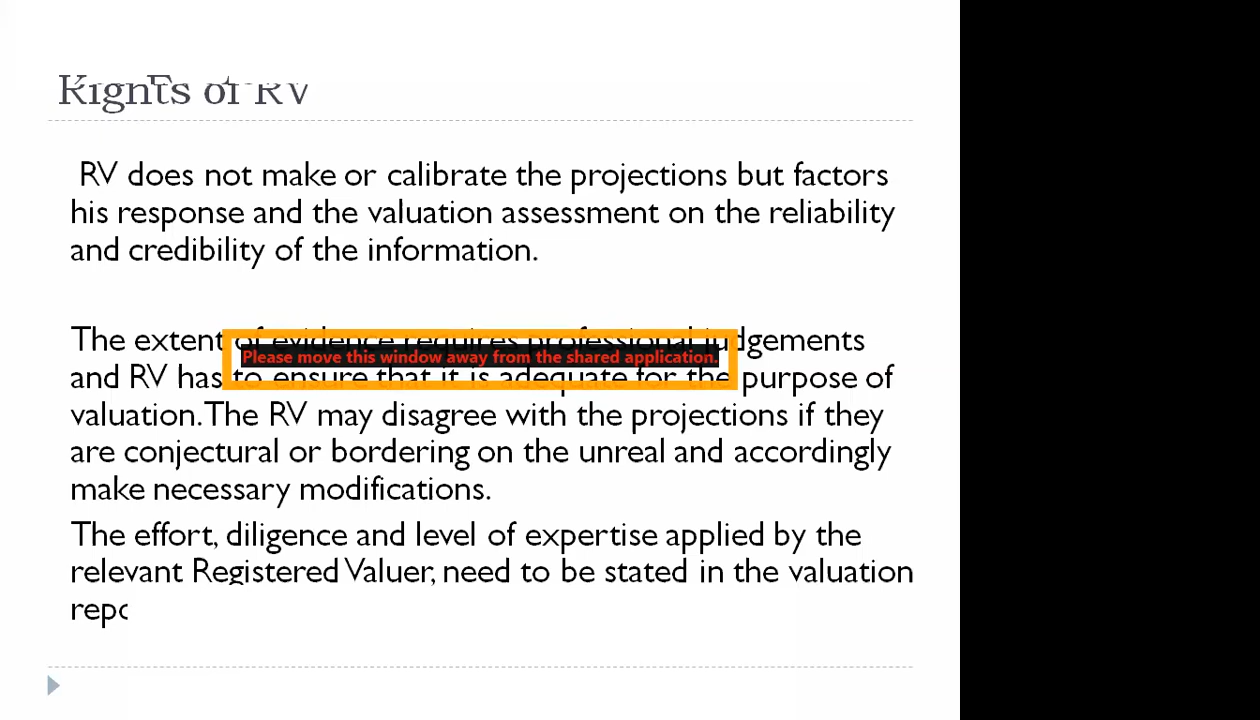 Rights of RV
RV does not make or calibrate the projections but factors
his response and the valuation assessment on the reliability
and credibility of the information.
The extent of evidence requires professional judgements
Please move this window away from the shared application.
and RV has to ensure that it is adequate for the purpose of
valuation. The RV may disagree with the projections if they
are conjectural or bordering on the unreal and accordingly
make necessary modifications.
The effort, diligence and level of expertise applied by the
relevant Registered Valuer, need to be stated in the valuation